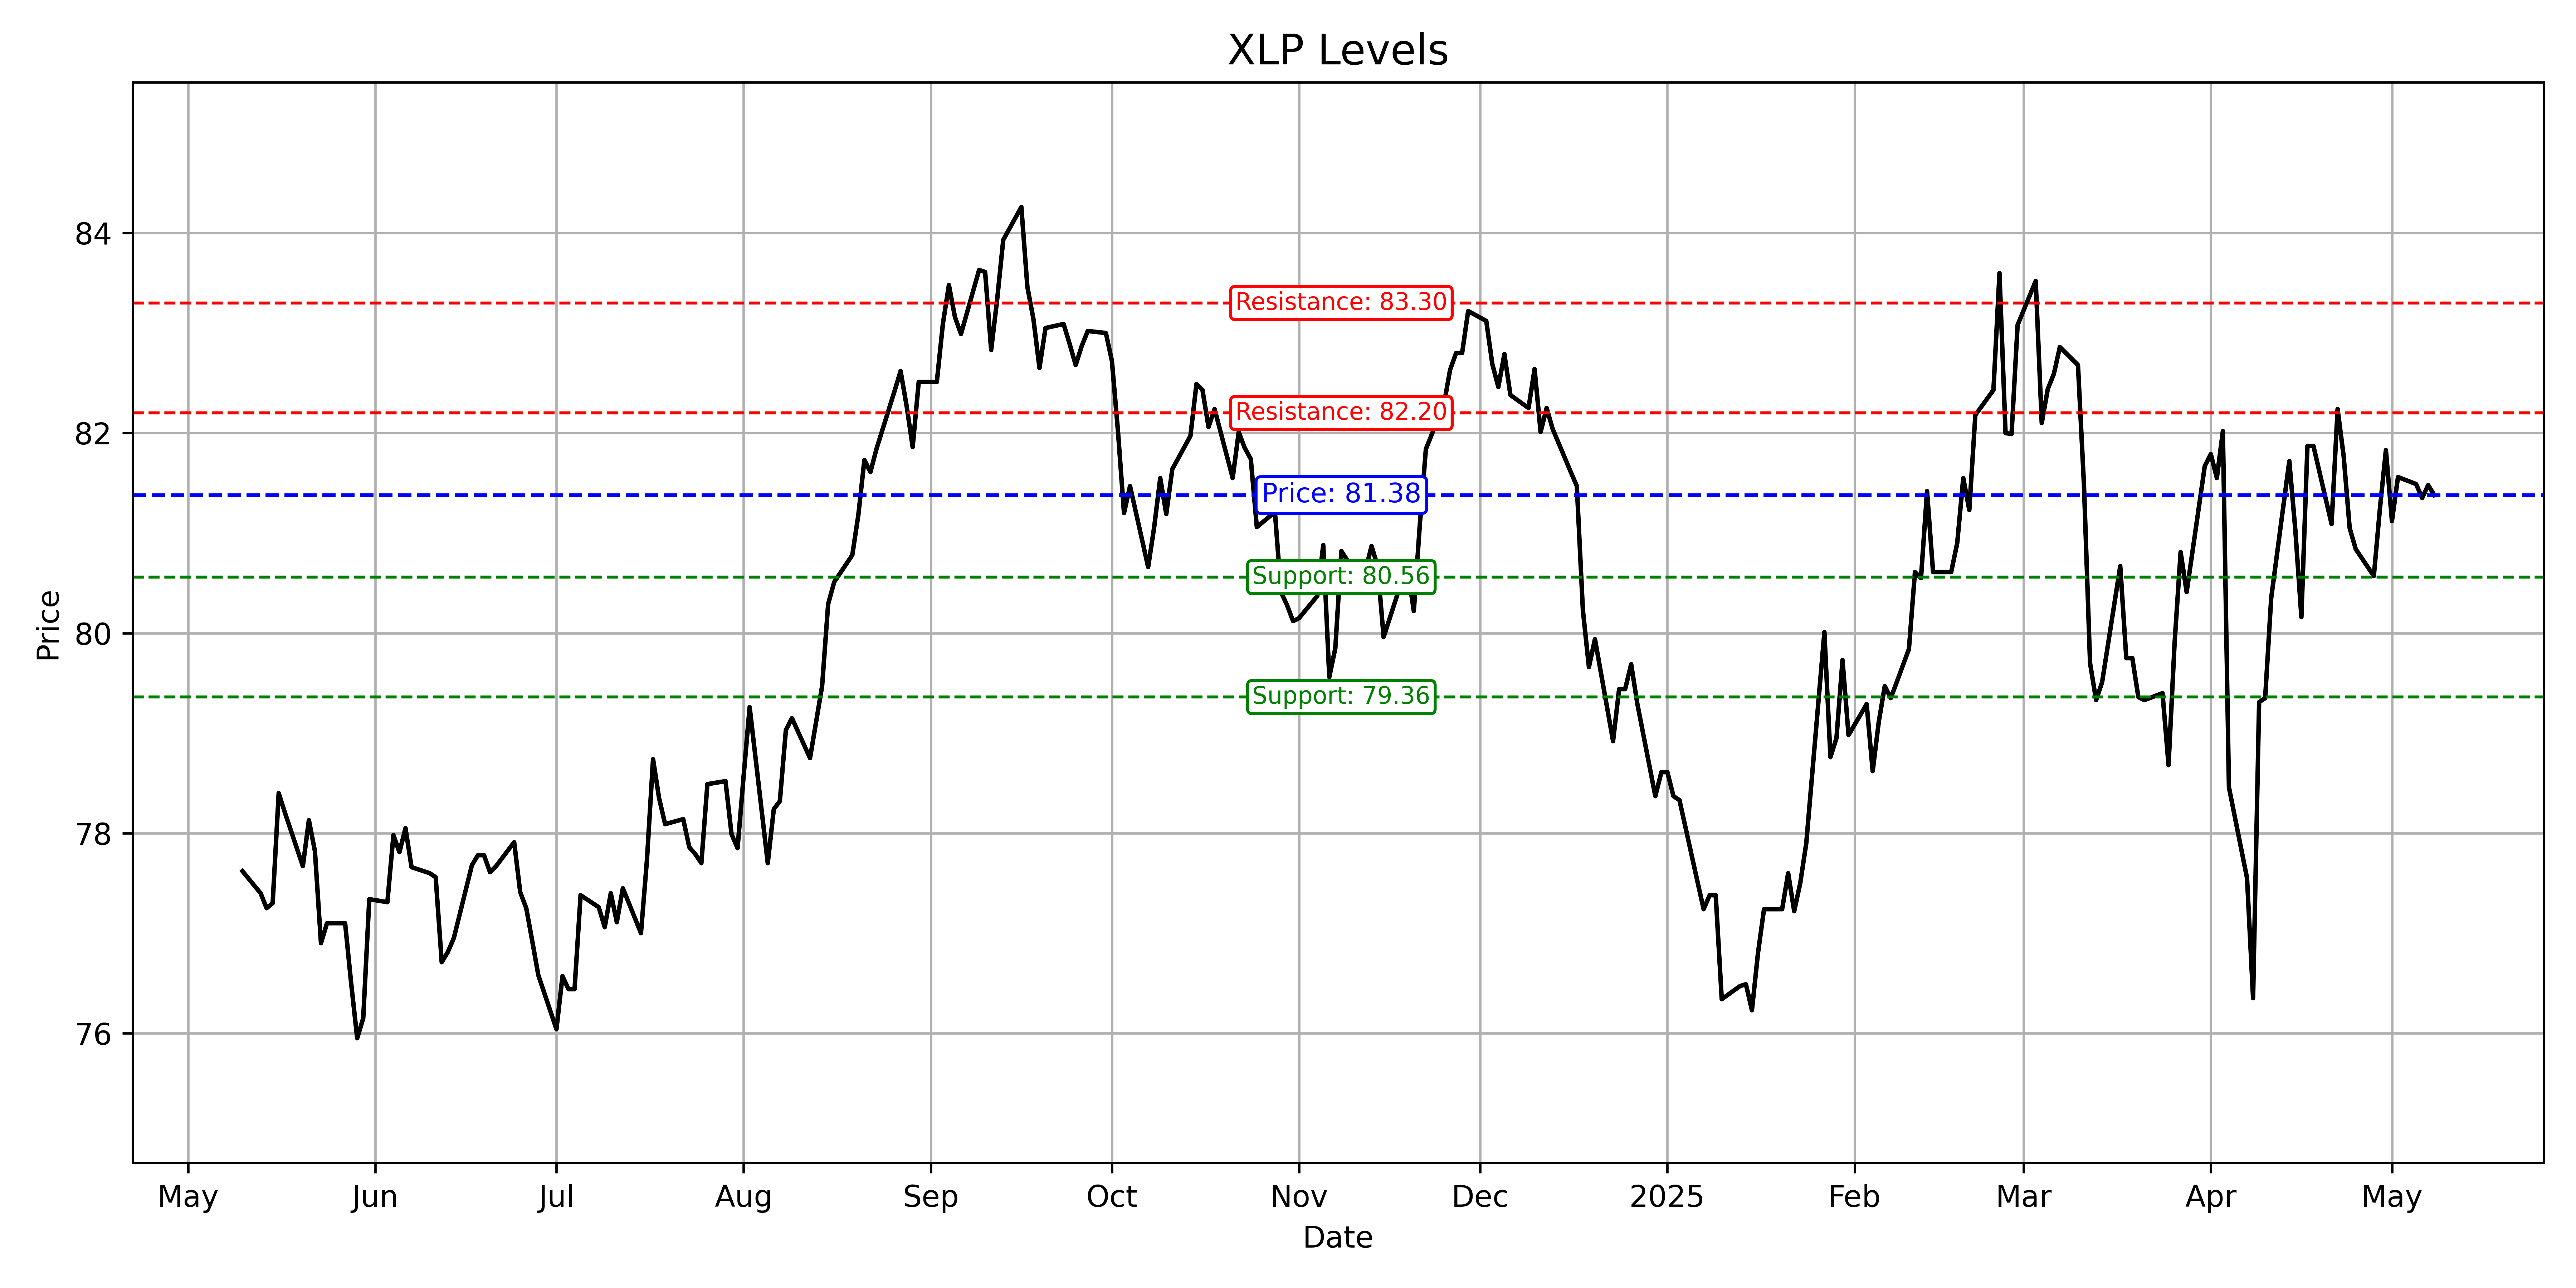 XLP Levels
84
82
80
78
76
Price
Resistance: 83.30
Resistance: 82.20
Price: 81.38
Support: 80.56
Support: 79.36
May Jun Jul Aug Sep Oct Nov Dec 2025 Feb Mar Apr May
Date